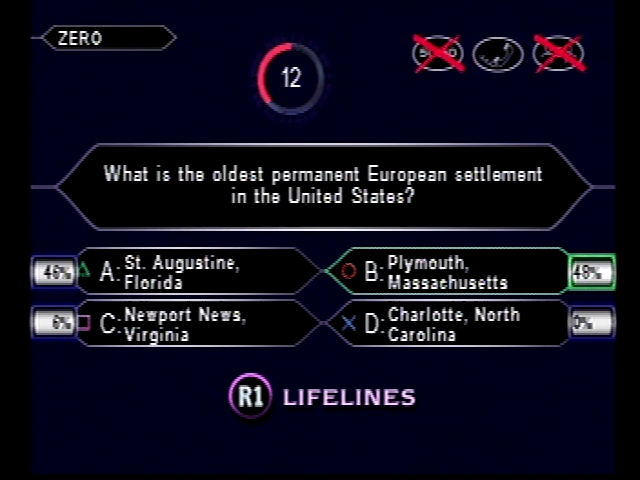 ZERO
12
What is the oldest permanent European settlement
in the United States?
46% A: St. Augustine,
Florida
B: Plymouth, 48%
Massachusetts
6% C: Newport News,
Virginia
D: Charlotte, North 0%
Carolina
R1 LIFELINES